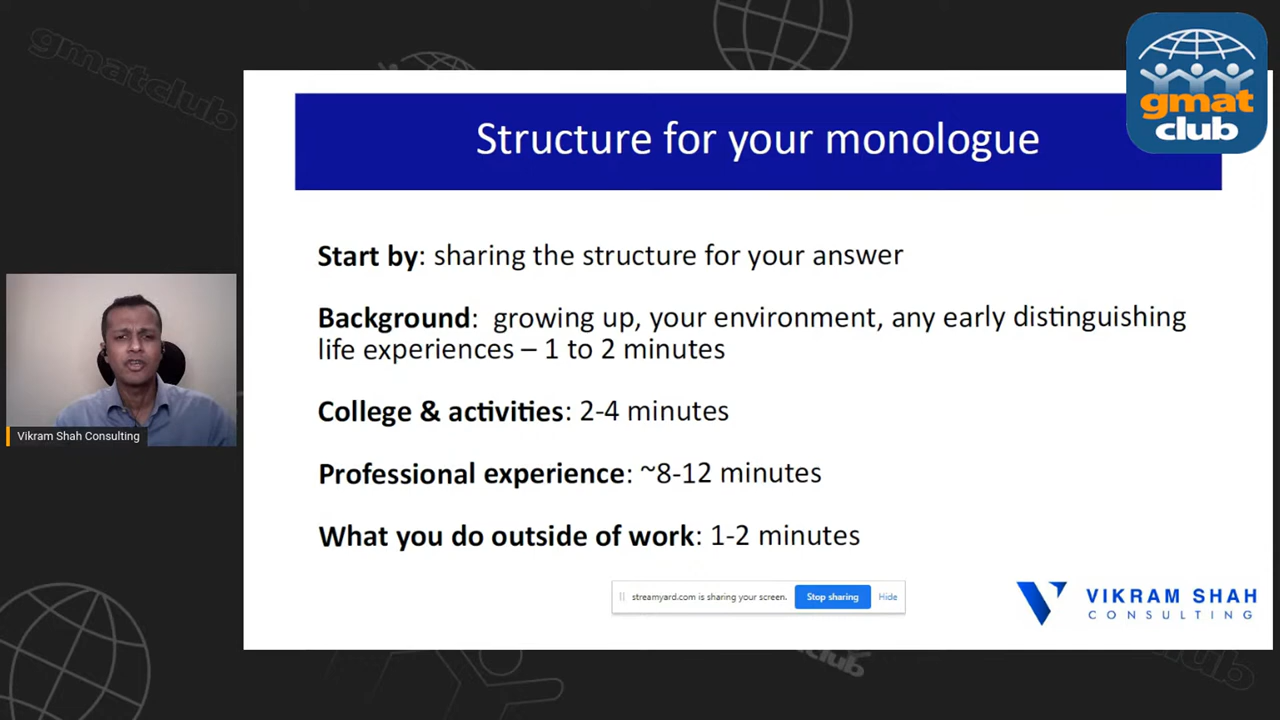 gmatclub
gmat
club
Structure for your monologue
Start by: sharing the structure for your answer
Background: growing up, your environment, any early distinguishing
life experiences – 1 to 2 minutes
College & activities: 2-4 minutes
Vikram Shah Consulting
Professional experience: ~8-12 minutes
What you do outside of work: 1-2 minutes
streamyard.com is sharing your screen.
Stop sharing
Hide
VIKRAM SHAH
CONSULTING
club